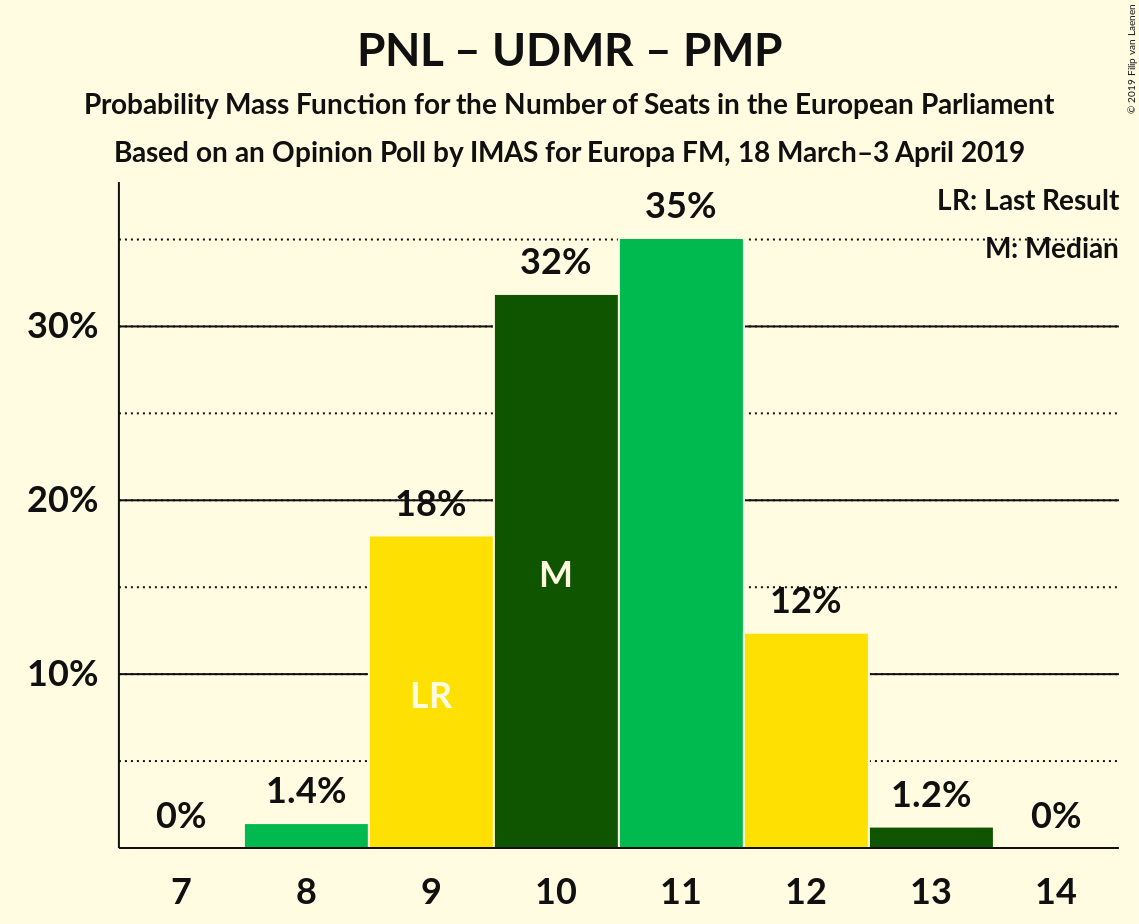 PNL – UDMR – PMP
Probability Mass Function for the Number of Seats in the European Parliament
Based on an Opinion Poll by IMAS for Europa FM, 18 March–3 April 2019
© 2019 Filip van Laenen
LR: Last Result
M: Median
35%
32%
30%
20%
18%
M
12%
10%
LR
1.4%
1.2%
0%
0%
7 8 9 10 11 12 13 14